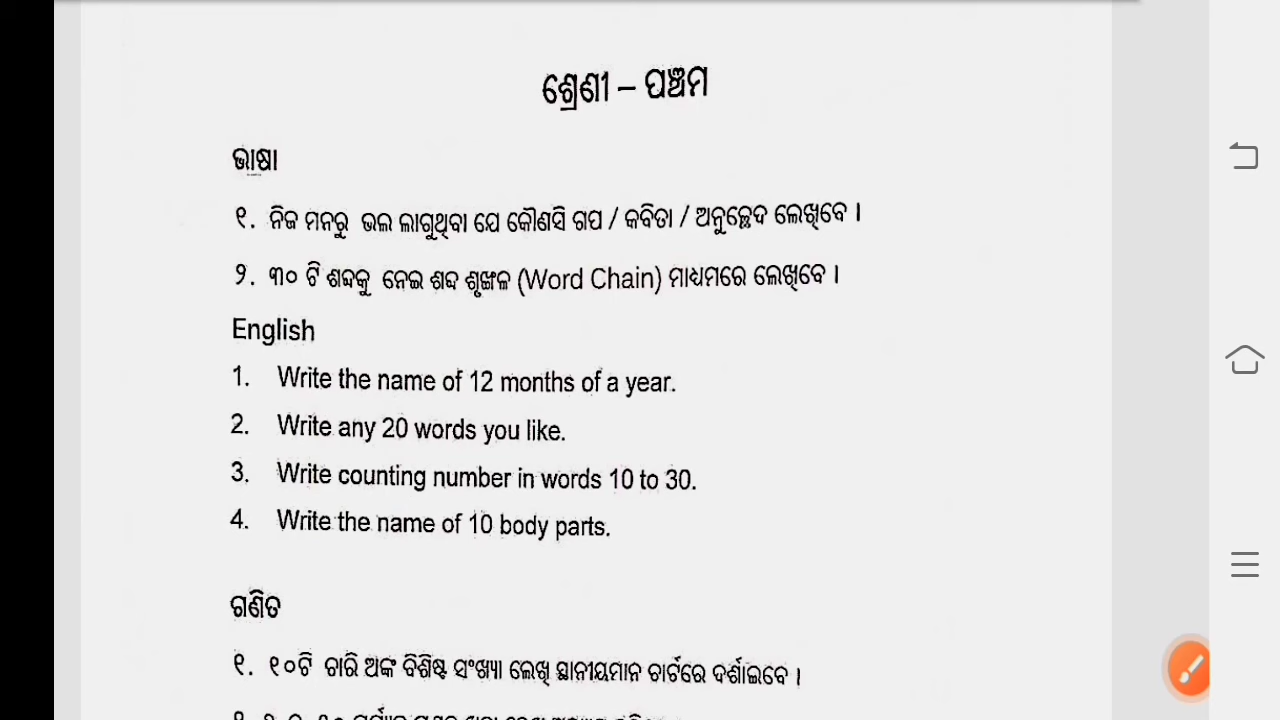 ଶ୍ରେଣୀ – ପଞ୍ଚମ
ଭାଷା
୧. ନିଜ ମନରୁ ଭଲ ଲାଗୁଥିବା ଯେ କୌଣସି ଗପ / କବିତା / ଅନୁଚ୍ଛେଦ ଲେଖିବେ ।
୨. ୩୦ ଟି ଶବ୍ଦକୁ ନେଇ ଶବ୍ଦ ଶୃଙ୍ଖଳ (Word Chain) ମାଧ୍ୟମରେ ଲେଖିବେ ।
English
1. Write the name of 12 months of a year.
2. Write any 20 words you like.
3. Write counting number in words 10 to 30.
4. Write the name of 10 body parts.
ଗଣିତ
୧. ୧୦ଟି ଚାରି ଅଙ୍କ ବିଶିଷ୍ଟ ସଂଖ୍ୟା ଲେଖି ସ୍ଥାନୀୟମାନ ଚାର୍ଟରେ ଦର୍ଶାଇବେ ।